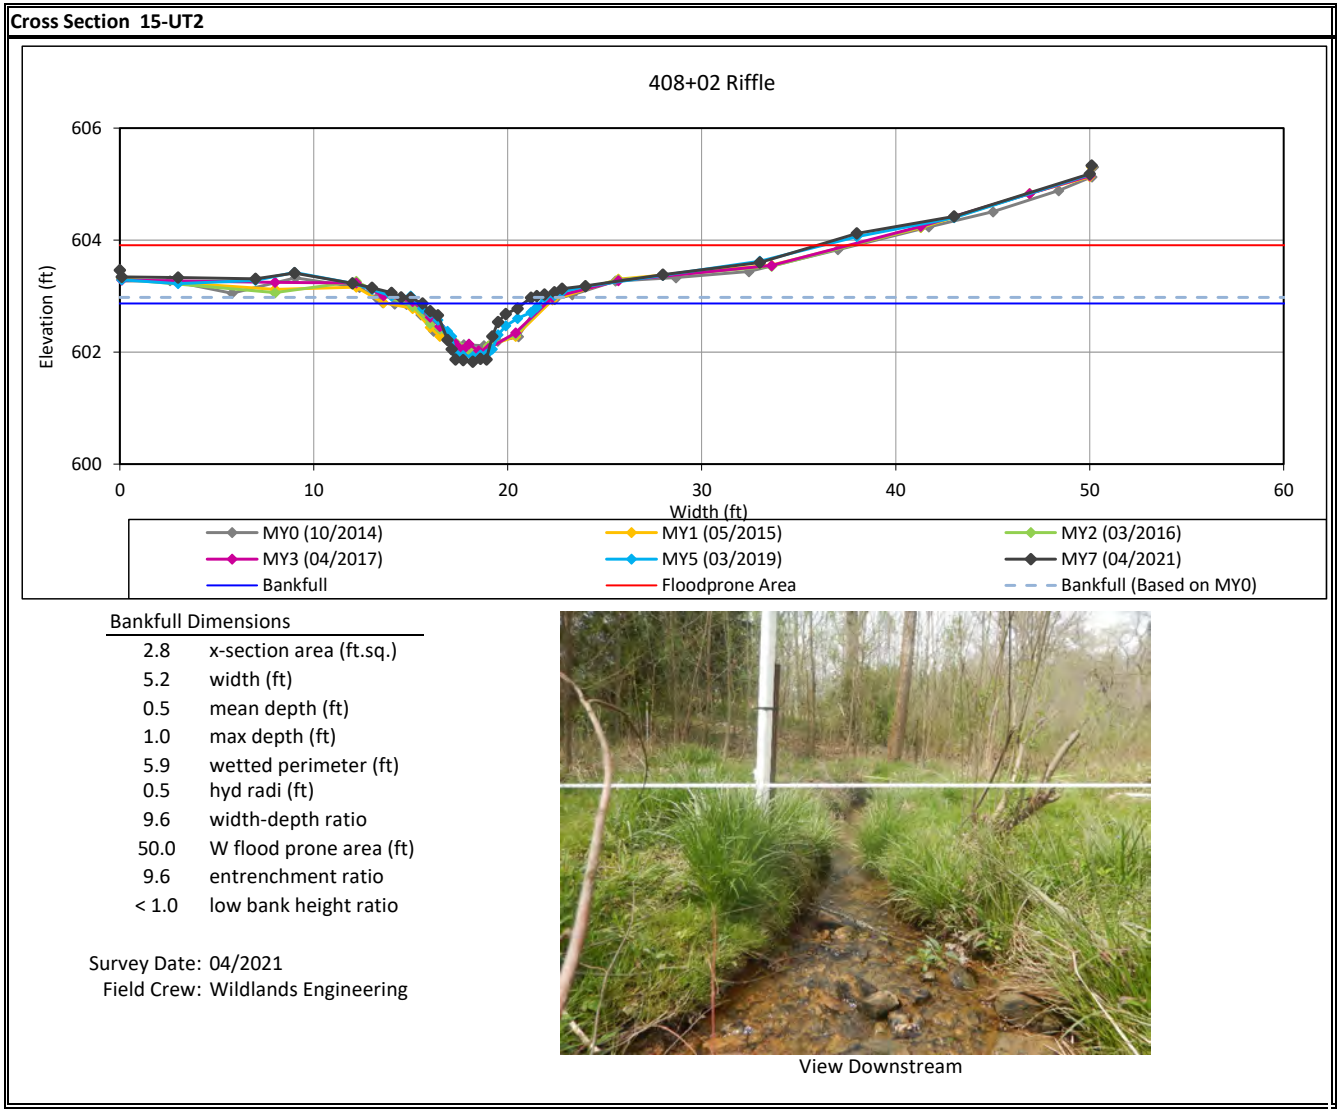 Cross Section 15-UT2
408+02 Riffle
606
604
602
600
Elevation (ft)
0 10 20 30 40 50 60
Width (ft)
MY0 (10/2014) MY1 (05/2015) MY2 (03/2016)
MY3 (04/2017) MY5 (03/2019) MY7 (04/2021)
Bankfull Floodprone Area Bankfull (Based on MY0)
Bankfull Dimensions
2.8 x-section area (ft.sq.)
5.2 width (ft)
0.5 mean depth (ft)
1.0 max depth (ft)
5.9 wetted perimeter (ft)
0.5 hyd radi (ft)
9.6 width-depth ratio
50.0 W flood prone area (ft)
9.6 entrenchment ratio
< 1.0 low bank height ratio
Survey Date: 04/2021
Field Crew: Wildlands Engineering
View Downstream